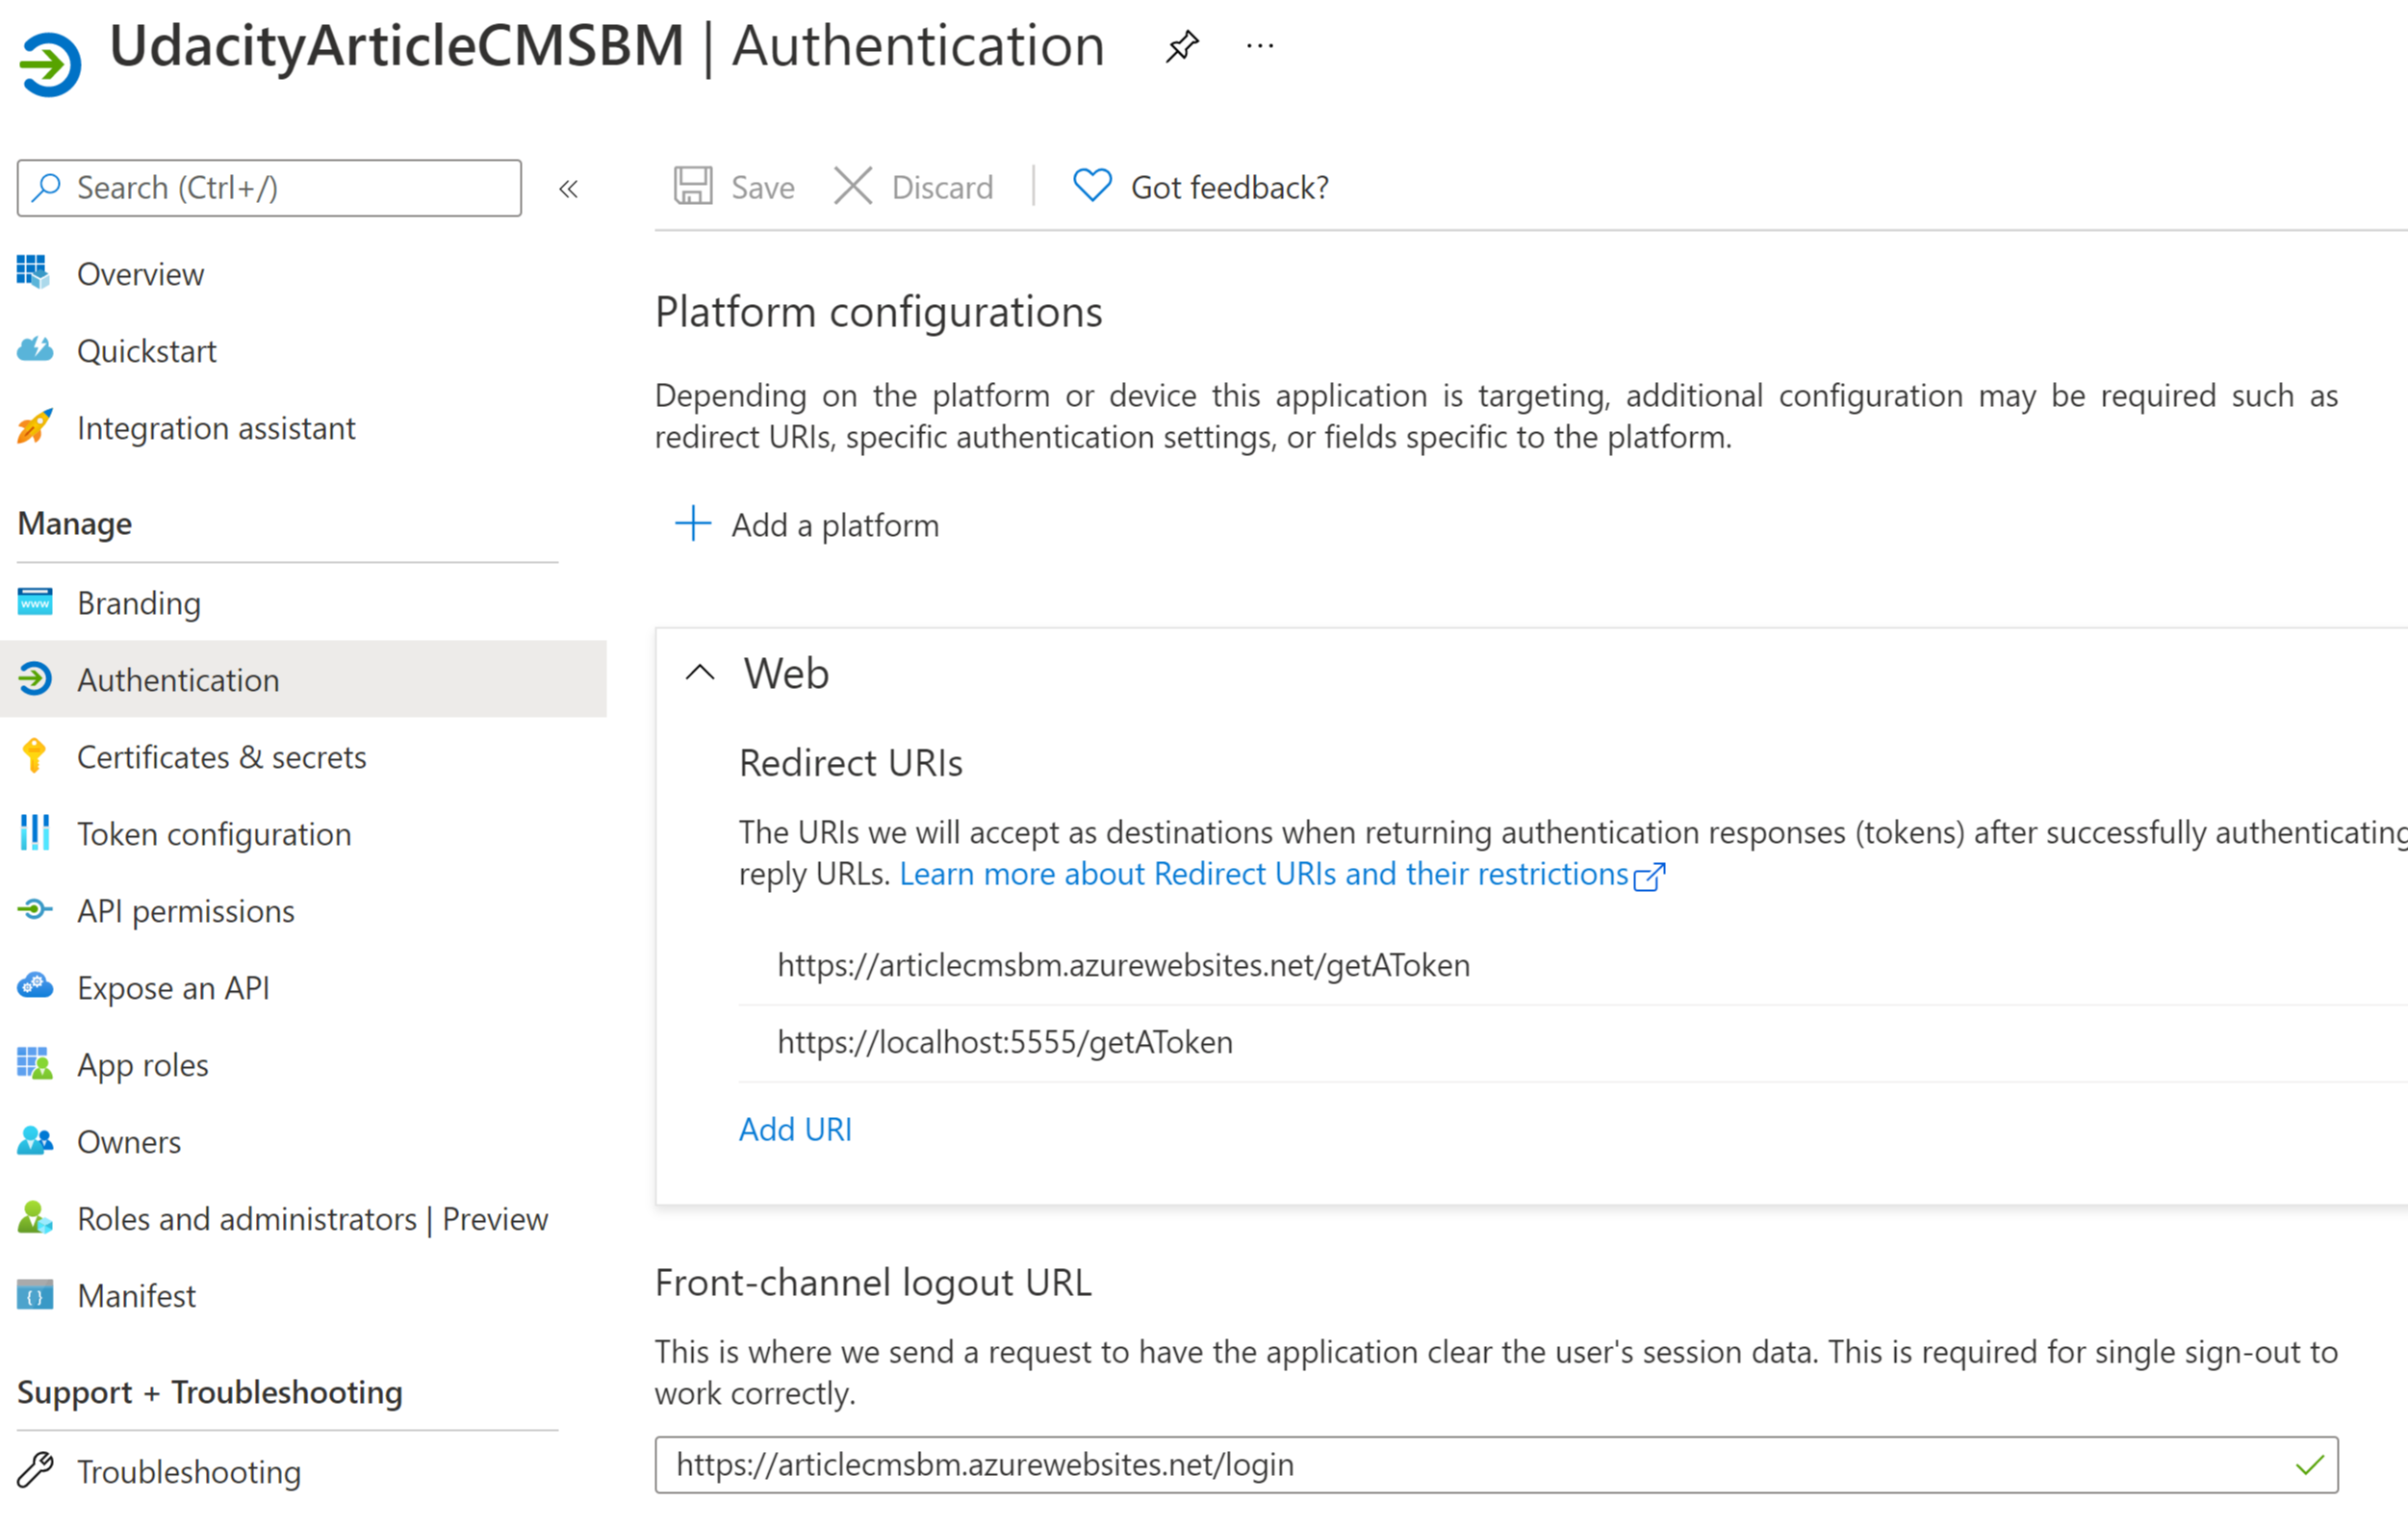 UdacityArticleCMSBM | Authentication
Search (Ctrl+/)
Overview
Quickstart
Integration assistant
Manage
Branding
Authentication
Certificates & secrets
Token configuration
API permissions
Expose an API
App roles
Owners
Roles and administrators | Preview
Manifest
Support + Troubleshooting
Troubleshooting
Save Discard Got feedback?
Platform configurations
Depending on the platform or device this application is targeting, additional configuration may be required such as
redirect URIs, specific authentication settings, or fields specific to the platform.
Add a platform
Web
Redirect URIs
The URIs we will accept as destinations when returning authentication responses (tokens) after successfully authenticating
reply URLs. Learn more about Redirect URIs and their restrictions
https://articlecmsbm.azurewebsites.net/getAToken
https://localhost:5555/getAToken
Add URI
Front-channel logout URL
This is where we send a request to have the application clear the user's session data. This is required for single sign-out to
work correctly.
https://articlecmsbm.azurewebsites.net/login